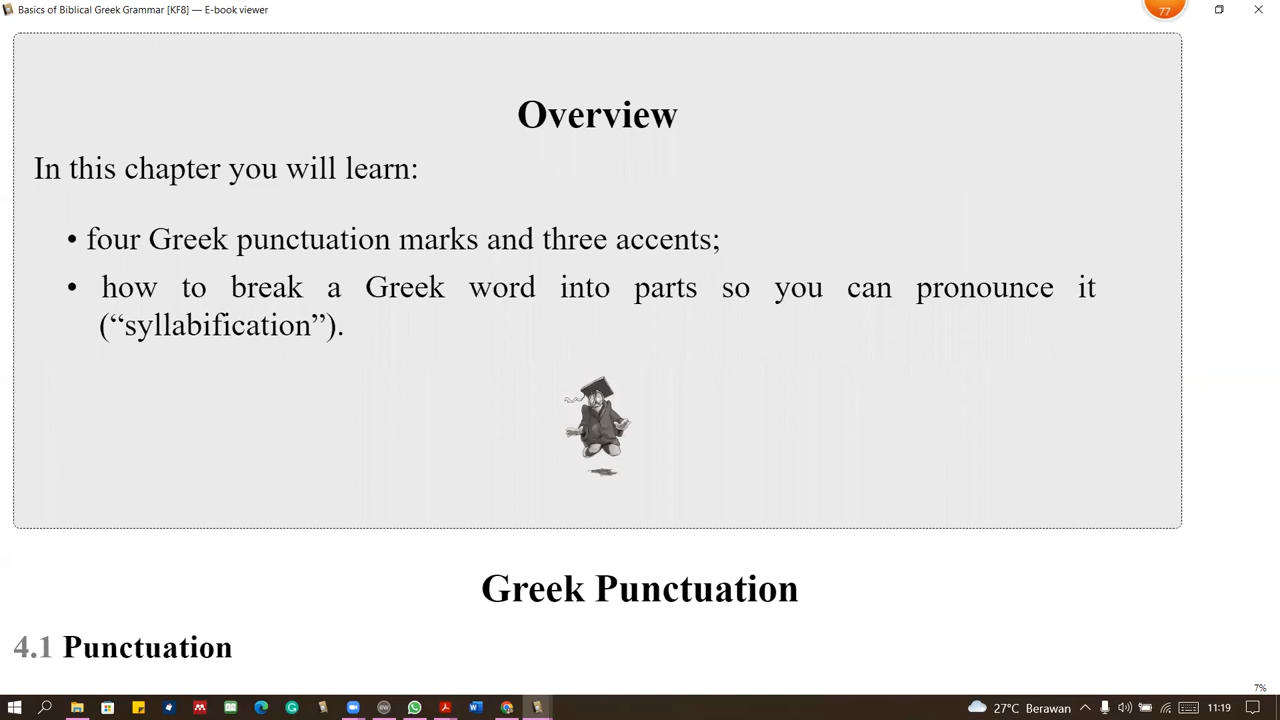 Basics of Biblical Greek Grammar [KF8] — E-book viewer
77
Overview
In this chapter you will learn:
• four Greek punctuation marks and three accents;
• how to break a Greek word into parts so you can pronounce it
(“syllabification”).
Greek Punctuation
4.1 Punctuation
7%
27°C Berawan
11:19